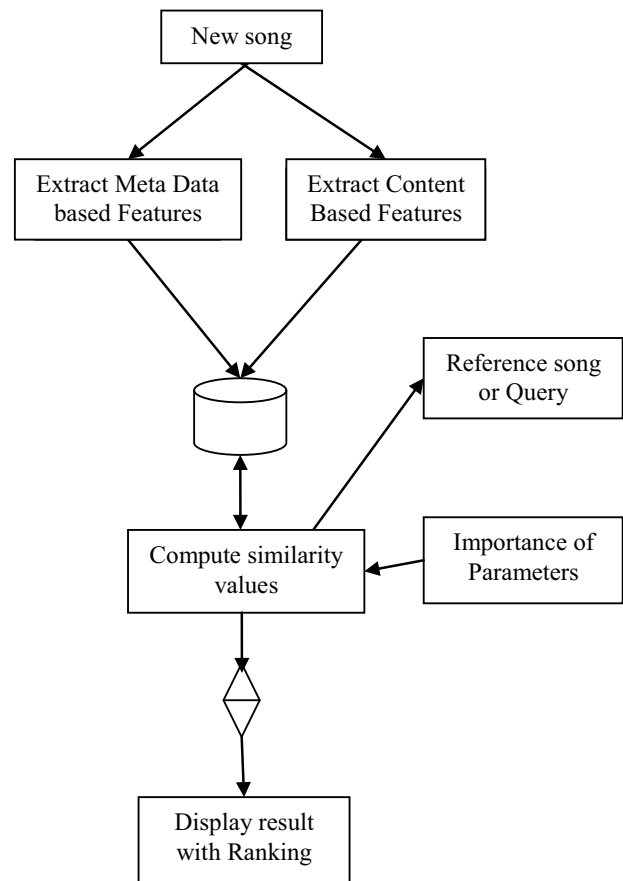 New song
Extract Meta Data
based Features
Extract Content
Based Features
Reference song
or Query
Compute similarity
values
Importance of
Parameters
Display result
with Ranking